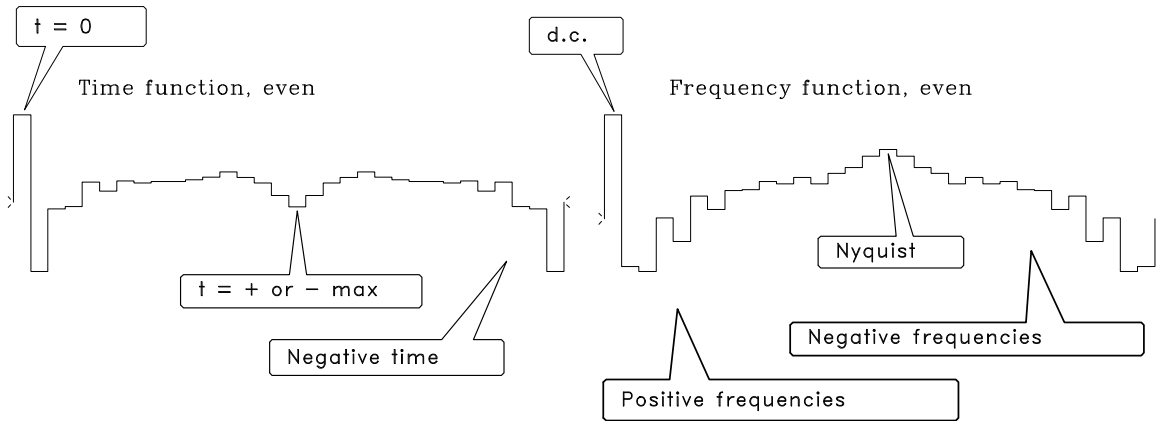 t = 0
d.c.
Time function, even
Frequency function, even
Nyquist
t = + or − max
Negative frequencies
Negative time
Positive frequencies